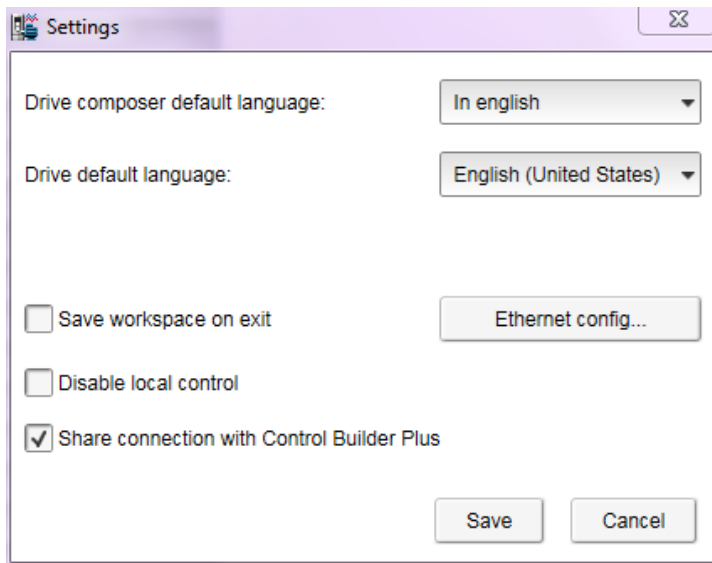 Settings
Drive composer default language: In english
Drive default language: English (United States)
Save workspace on exit Ethernet config...
Disable local control
Share connection with Control Builder Plus
Save Cancel